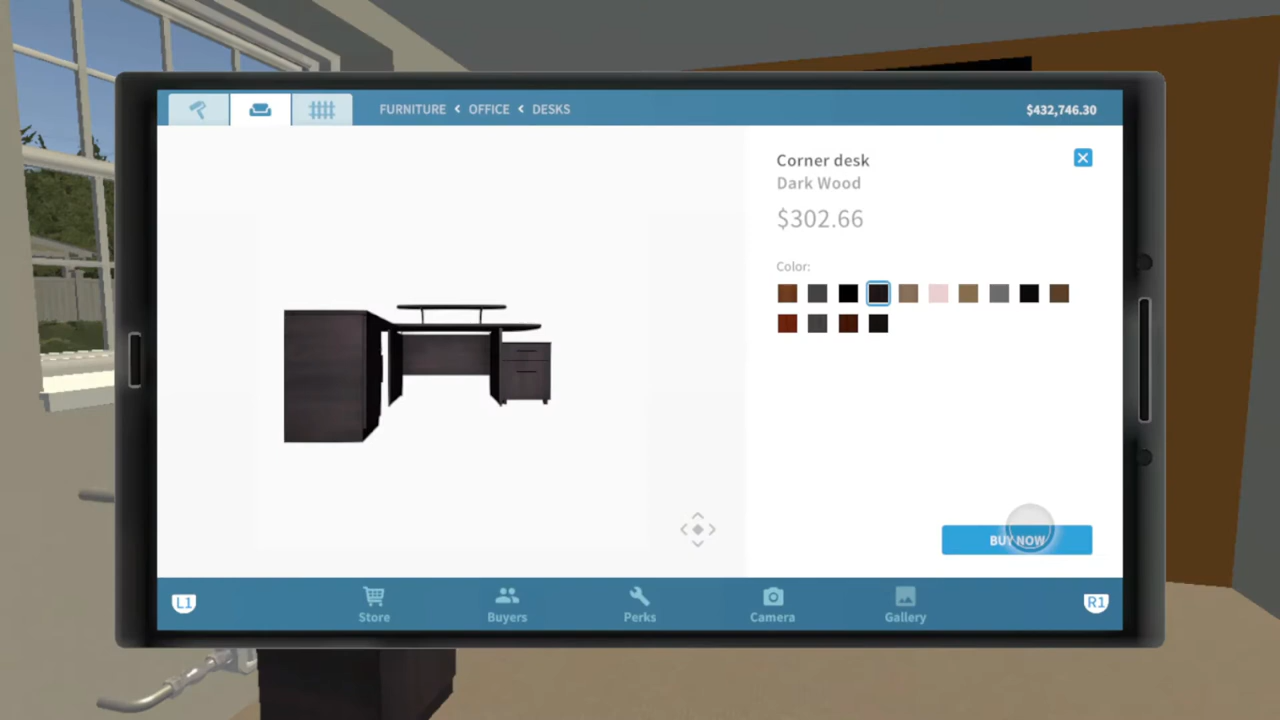 FURNITURE < OFFICE < DESKS
$432,746.30
Corner desk
Dark Wood
$302.66
Color:
BUY NOW
L1
Store
Buyers
Perks
Camera
Gallery
R1